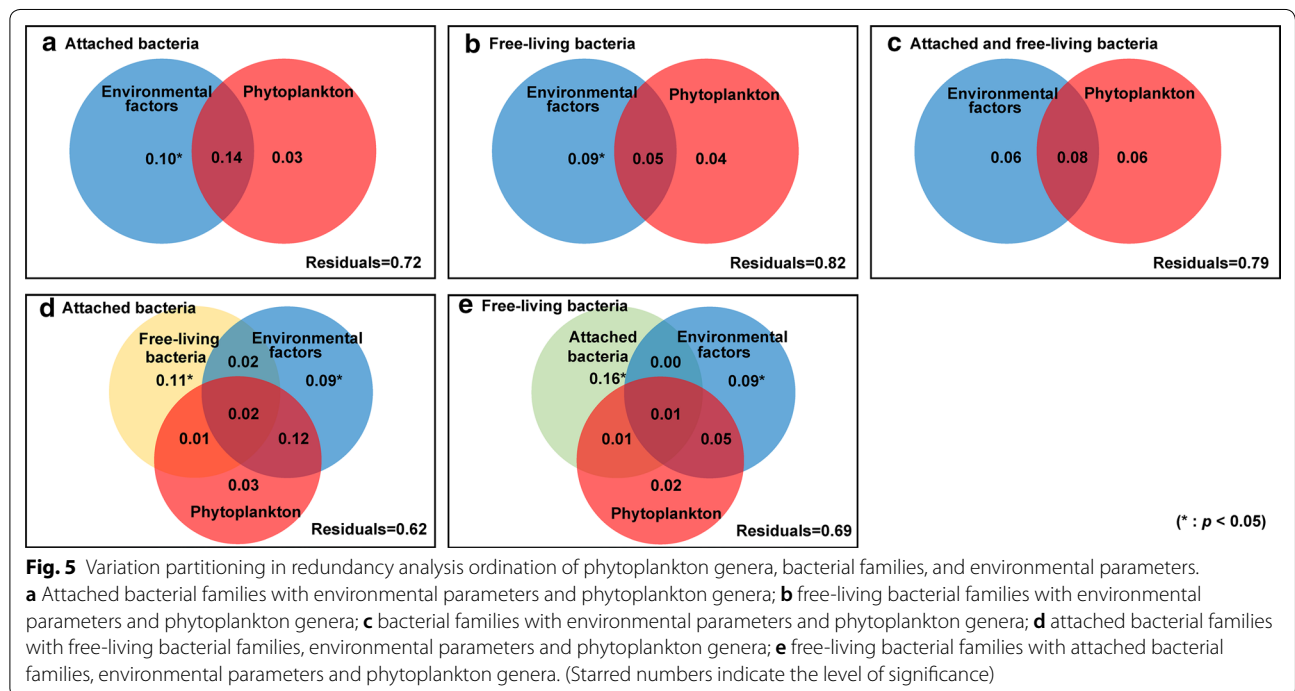 a Attached bacteria
Environmental
factors
Phytoplankton
0.10*
0.14
0.03
Residuals=0.72
b Free-living bacteria
Environmental
factors
Phytoplankton
0.09*
0.05
0.04
Residuals=0.82
c Attached and free-living bacteria
Environmental
factors
Phytoplankton
0.06
0.08
0.06
Residuals=0.79
d Attached bacteria
Free-living
bacteria
Environmental
factors
0.02
0.11*
0.09*
0.02
0.01
0.12
0.03
Phytoplankton
Residuals=0.62
e Free-living bacteria
Attached
bacteria
Environmental
factors
0.00
0.16*
0.09*
0.01
0.01
0.05
0.02
Phytoplankton
Residuals=0.69
(* : p < 0.05)
Fig. 5 Variation partitioning in redundancy analysis ordination of phytoplankton genera, bacterial families, and environmental parameters.
a Attached bacterial families with environmental parameters and phytoplankton genera; b free-living bacterial families with environmental
parameters and phytoplankton genera; c bacterial families with environmental parameters and phytoplankton genera; d attached bacterial families
with free-living bacterial families, environmental parameters and phytoplankton genera; e free-living bacterial families with attached bacterial
families, environmental parameters and phytoplankton genera. (Starred numbers indicate the level of significance)